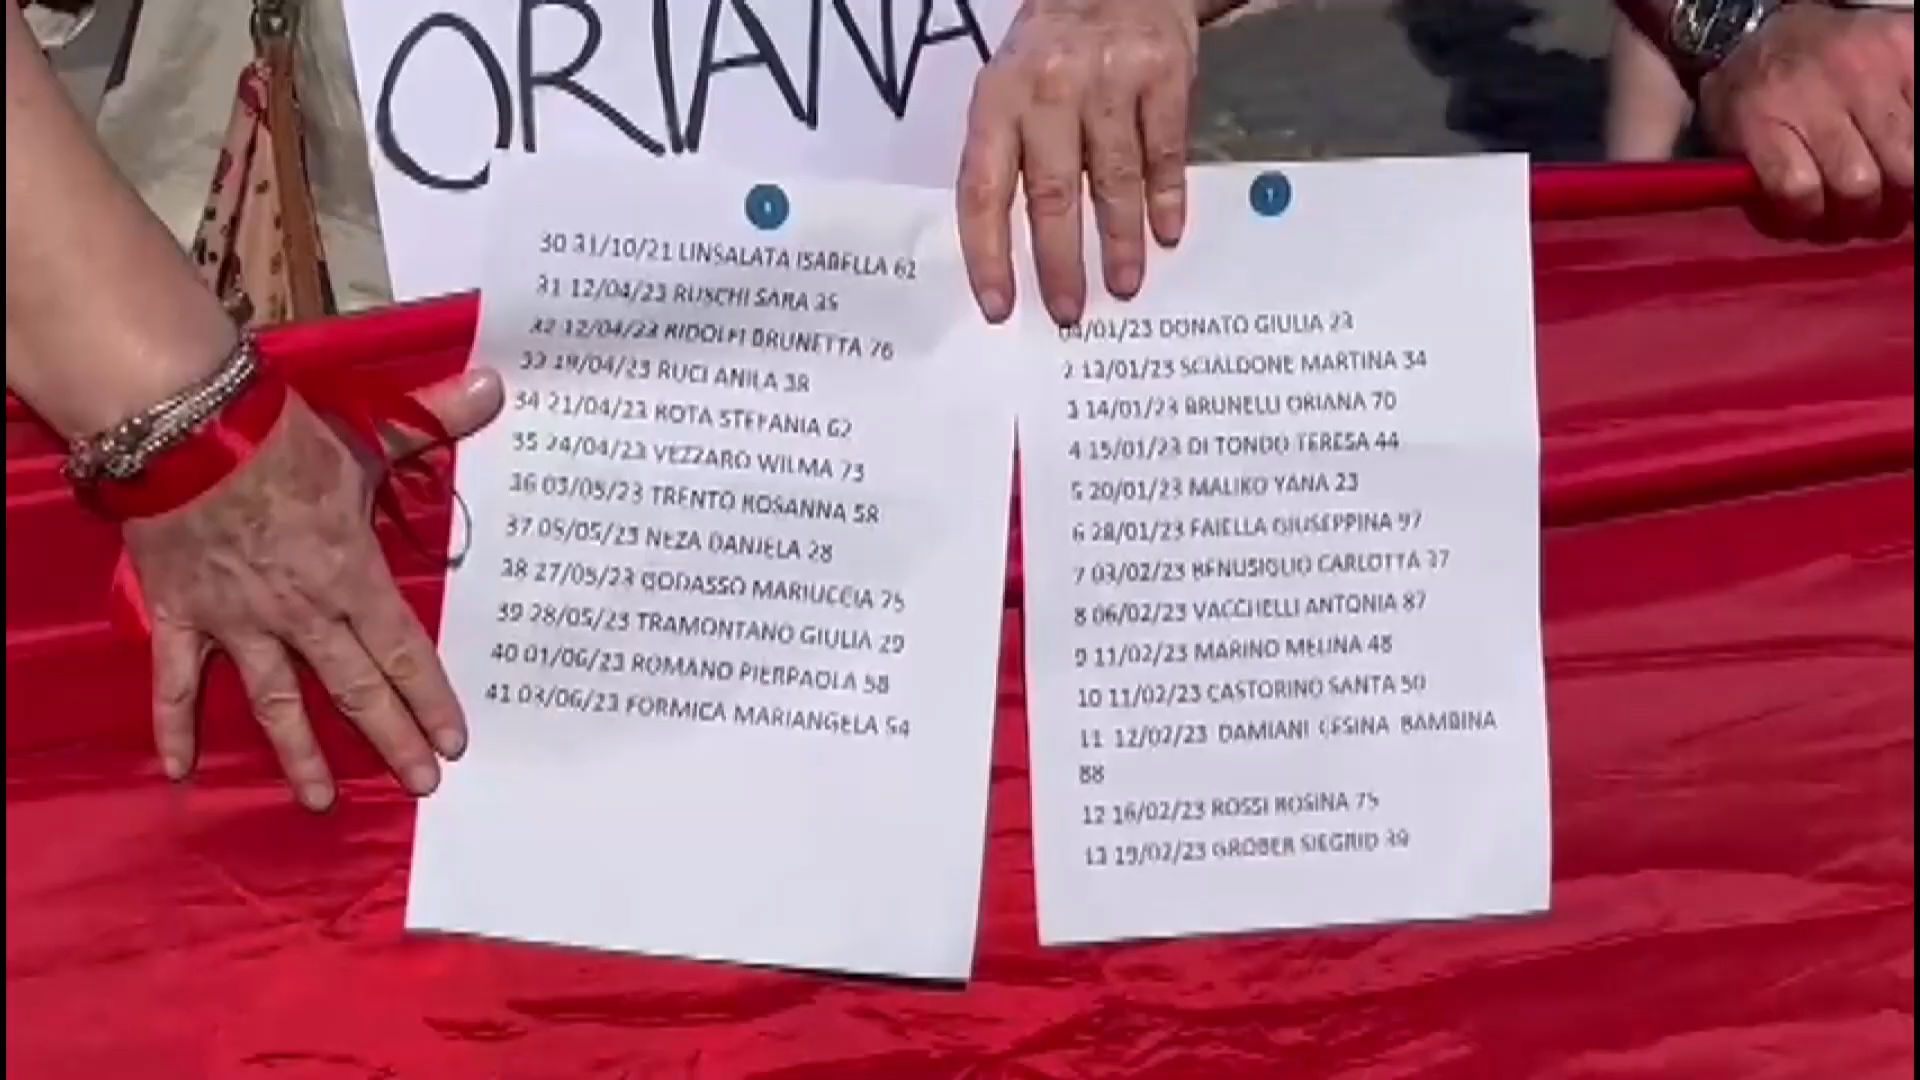 ORIANA
30 31/10/21 LINSALATA ISABELLA 62
31 12/04/23 RUSCHI SARA 35
32 12/04/23 RIDOLFI BRUNETTA 76
33 19/04/23 RUCI ANILA 38
34 21/04/23 ROTA STEFANIA 62
35 24/04/23 VEZZARO WILMA 73
36 03/05/23 TRENTO ROSANNA 58
37 05/05/23 NEZA DANIELA 28
38 27/05/23 GODASSO MARIUCCIA 75
39 28/05/23 TRAMONTANO GIULIA 29
40 01/06/23 ROMANO PIERPAOLA 58
41 03/06/23 FORMICA MARIANGELA 54
04/01/23 DONATO GIULIA 23
2 13/01/23 SCIALDONE MARTINA 34
3 14/01/23 BRUNELLI ORIANA 70
4 15/01/23 DI TONDO TERESA 44
5 20/01/23 MALIKO YANA 23
6 28/01/23 FAIELLA GIUSEPPINA 97
7 03/02/23 BENUSIGLIO CARLOTTA 37
8 06/02/23 VACCHELLI ANTONIA 87
9 11/02/23 MARINO MELINA 48
10 11/02/23 CASTORINO SANTA 50
11 12/02/23 DAMIANI CESINA BAMBINA
88
12 16/02/23 ROSSI ROSINA 75
13 19/02/23 GROBER SIEGRID 39